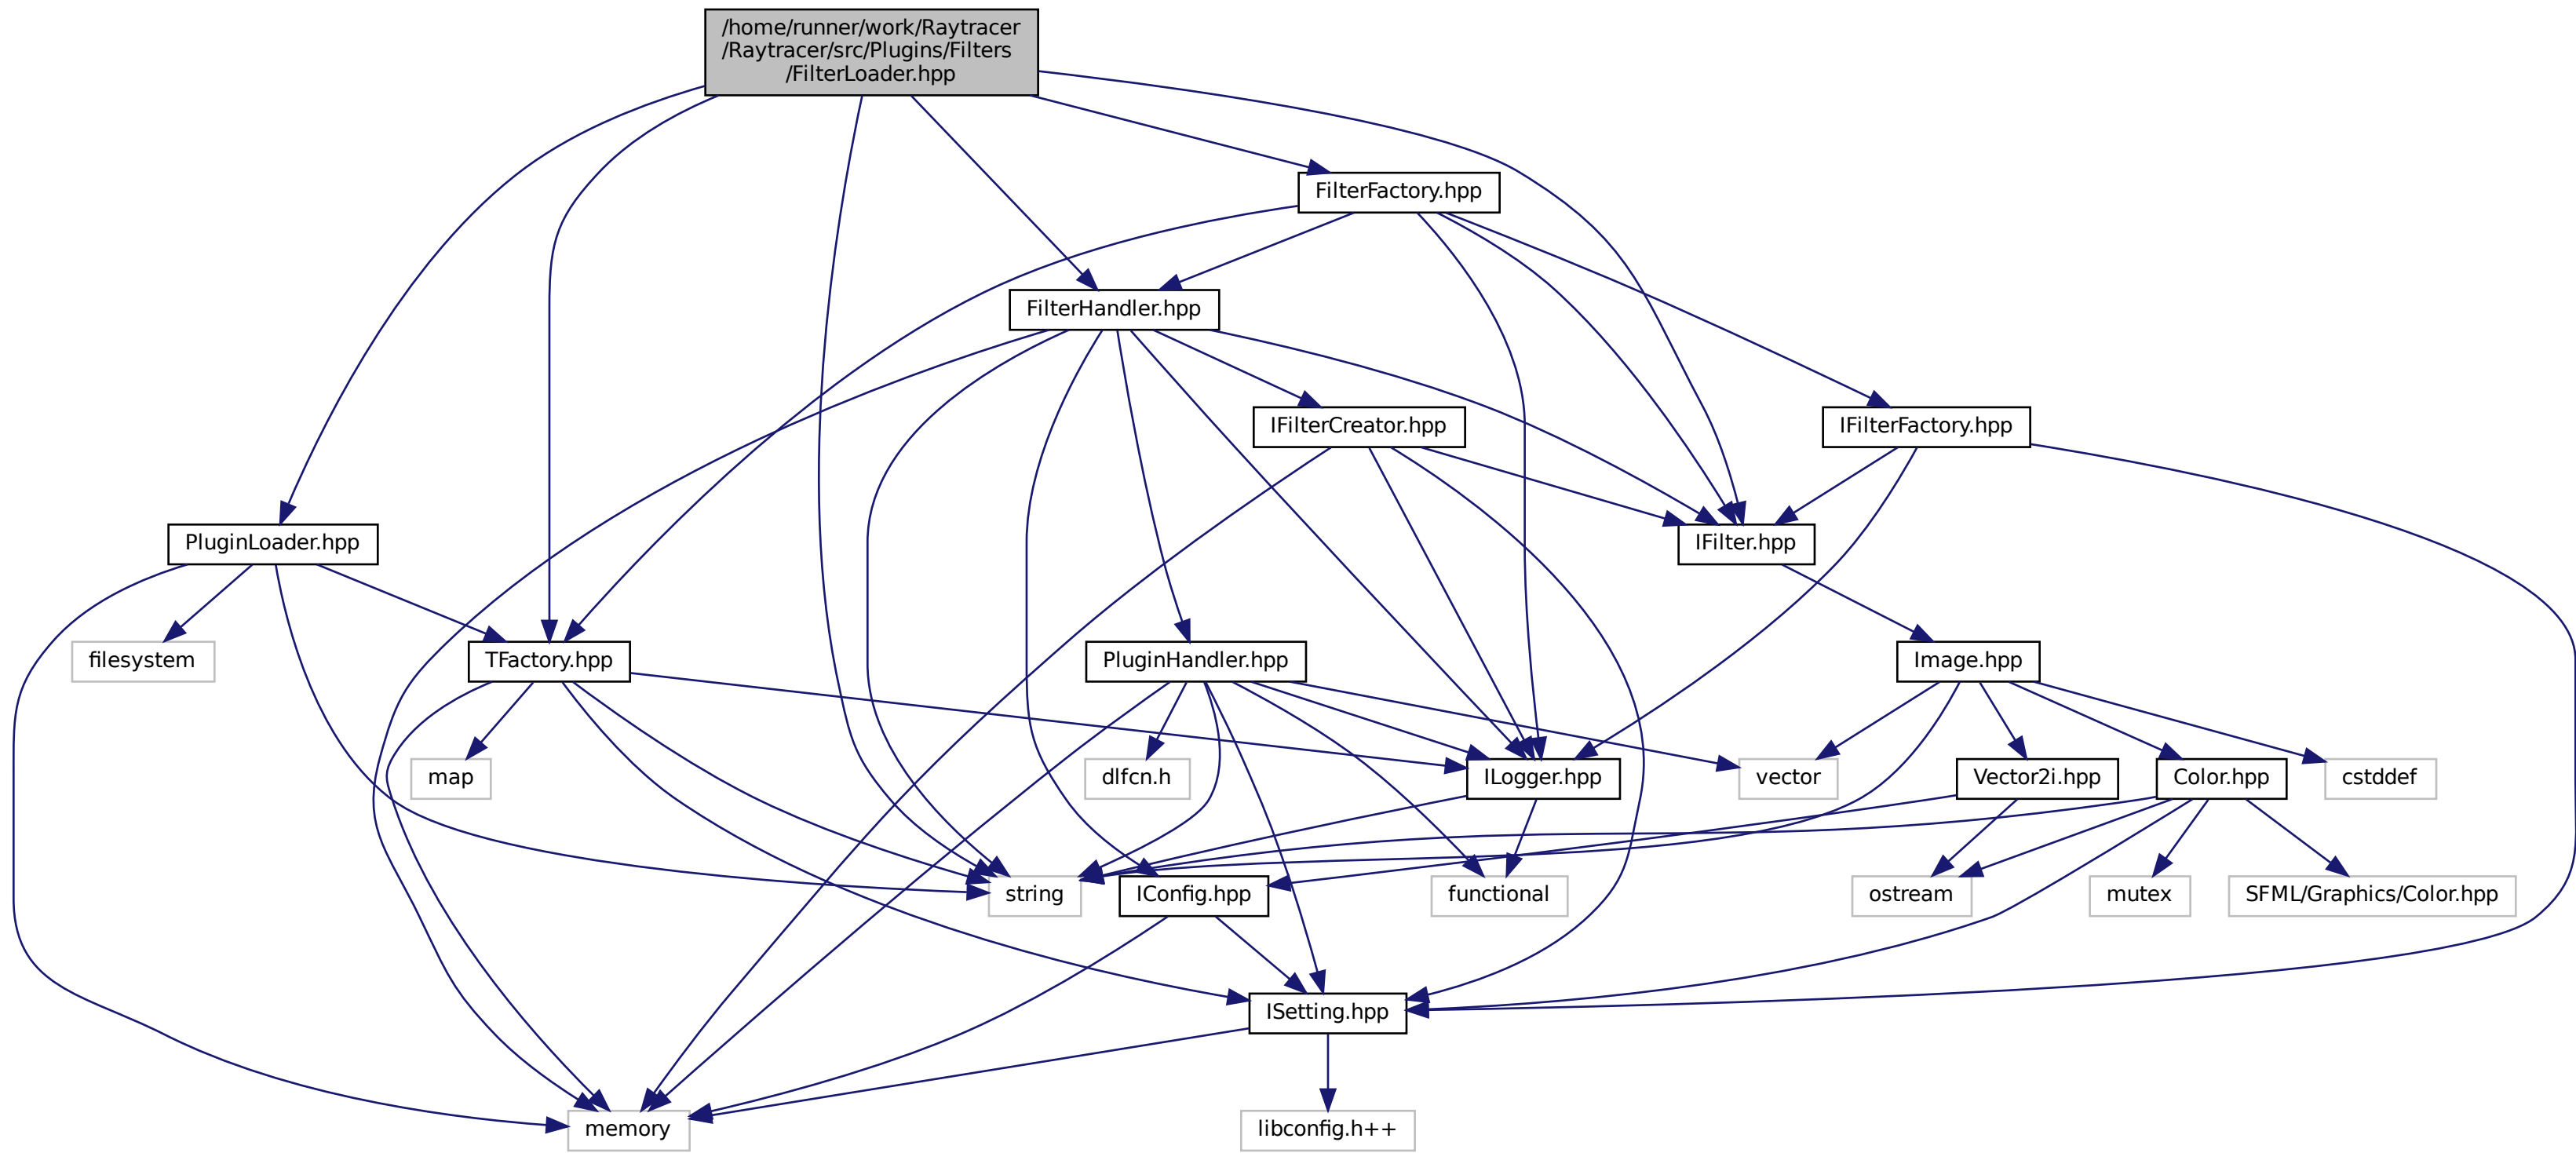 /home/runner/work/Raytracer
/Raytracer/src/Plugins/Filters
/FilterLoader.hpp
FilterFactory.hpp
FilterHandler.hpp
IFilterCreator.hpp
IFilterFactory.hpp
PluginLoader.hpp
IFilter.hpp
filesystem
TFactory.hpp
PluginHandler.hpp
Image.hpp
map
dlfcn.h
ILogger.hpp
vector
Vector2i.hpp
Color.hpp
cstddef
string
IConfig.hpp
functional
ostream
mutex
SFML/Graphics/Color.hpp
ISetting.hpp
memory
libconfig.h++